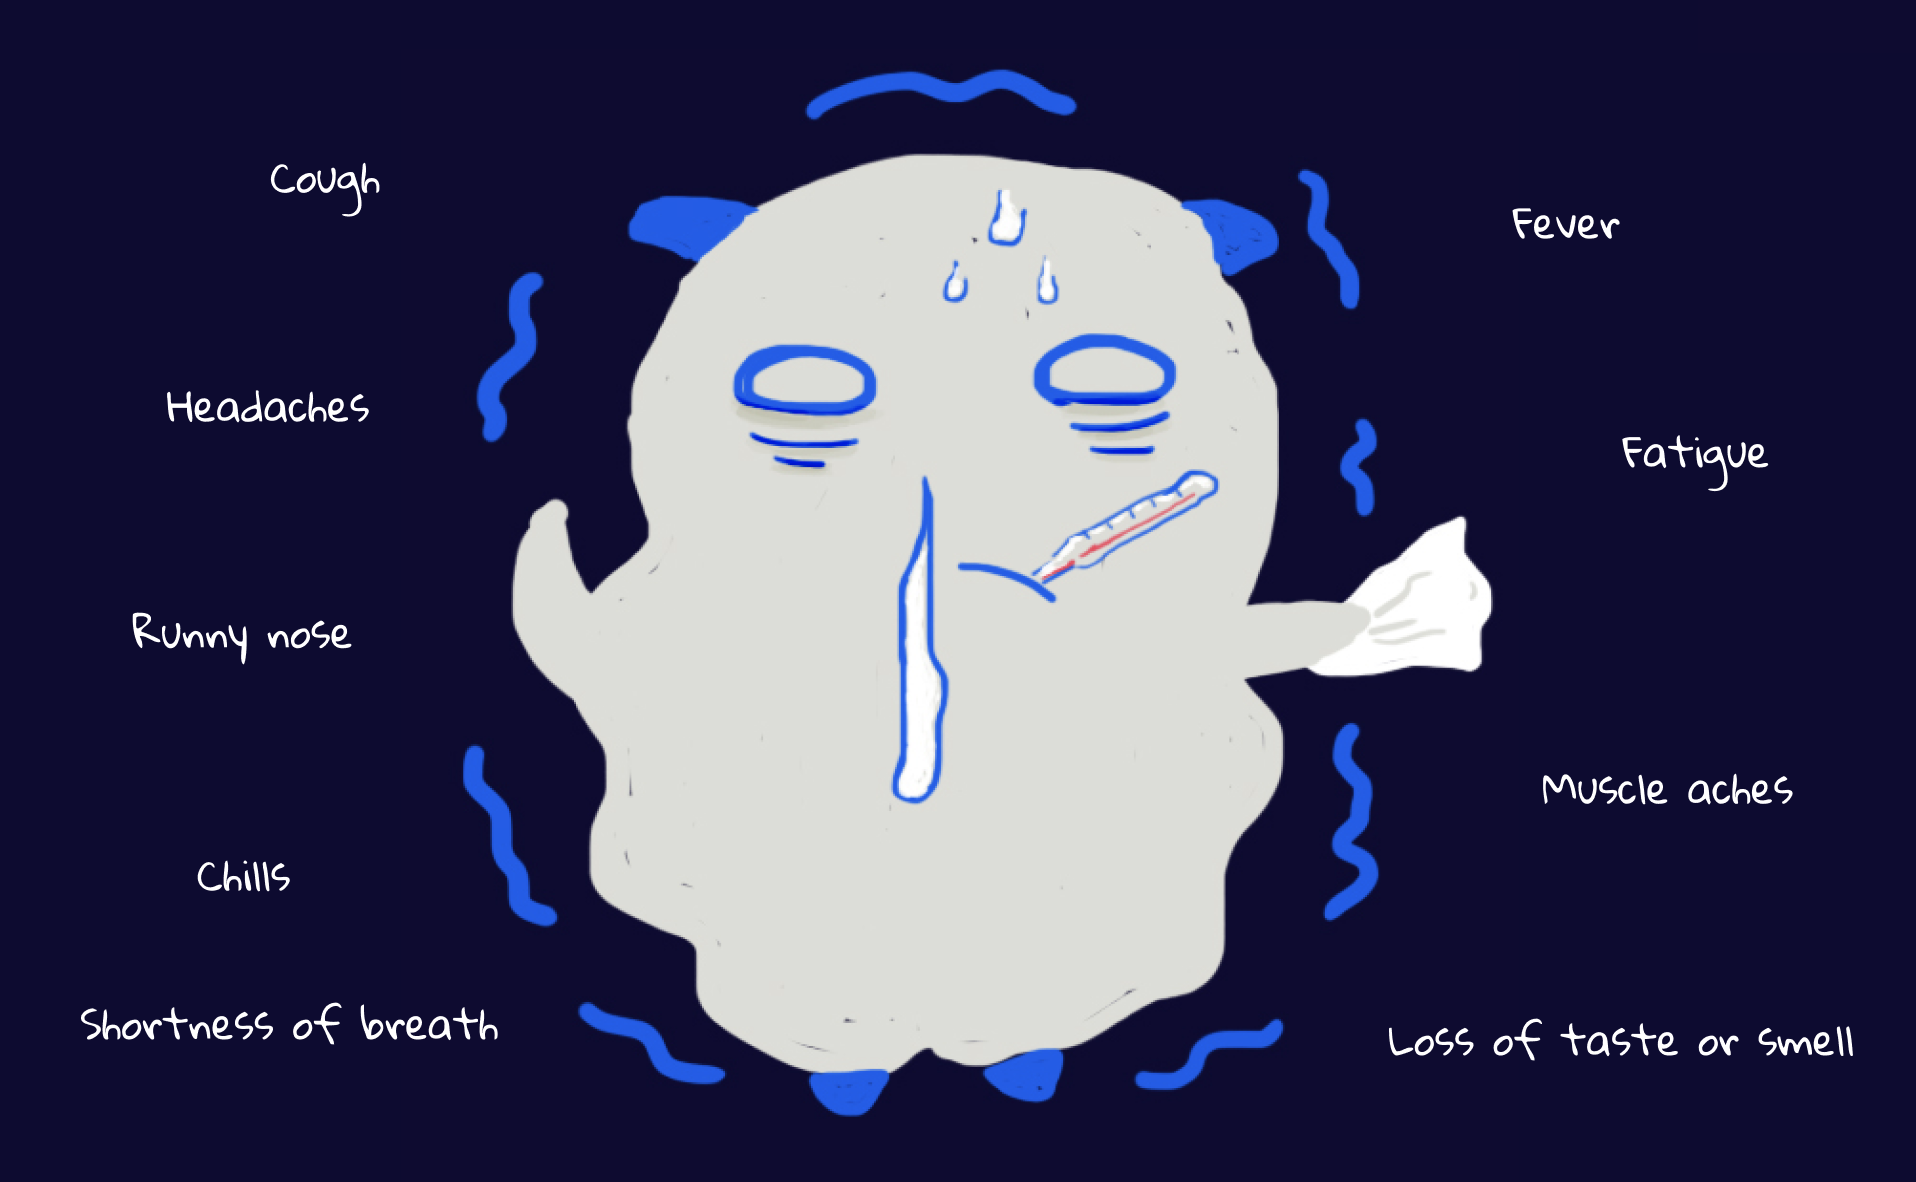 Cough
Fever
Headaches
Fatigue
Runny nose
Muscle aches
Chills
Shortness of breath
Loss of taste or smell